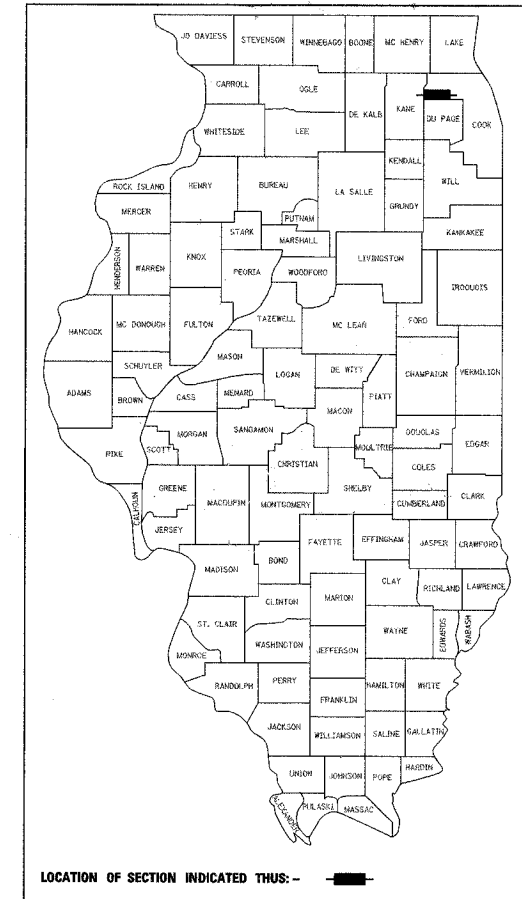 JO DAVIESS STEVENSON WINNEBAGO BOONE MC HENRY LAKE
CARROLL OGLE DE KALB KANE DU PAGE COOK
WHITESIDE LEE
KENDALL
WILL
ROCK ISLAND HENRY BUREAU LA SALLE GRUNDY
MERCER PUTNAM
STARK MARSHALL KANKAKEE
HENDERSON WARREN KNOX PEORIA WOODFORD LIVINGSTON
IROQUOIS
HANCOCK MC DONOUGH FULTON TAZEWELL MC LEAN FORD
MASON
SCHUYLER LOGAN DE WITT CHAMPAIGN VERMILION
ADAMS BROWN CASS MENARD PIATT
MACON
MORGAN SANGAMON DOUGLAS EDGAR
PIKE SCOTT CHRISTIAN MOULTRIE COLES
GREENE SHELBY
CALHOUN MACOUPIN MONTGOMERY CUMBERLAND CLARK
JERSEY FAYETTE EFFINGHAM JASPER CRAWFORD
BOND
MADISON CLAY RICHLAND LAWRENCE
CLINTON MARION
ST. CLAIR WAYNE EDWARDS WABASH
WASHINGTON JEFFERSON
MONROE
RANDOLPH PERRY HAMILTON WHITE
FRANKLIN
JACKSON WILLIAMSON SALINE GALLATIN
UNION JOHNSON POPE HARDIN
ALEXANDER PULASKI MASSAC
LOCATION OF SECTION INDICATED THUS: -